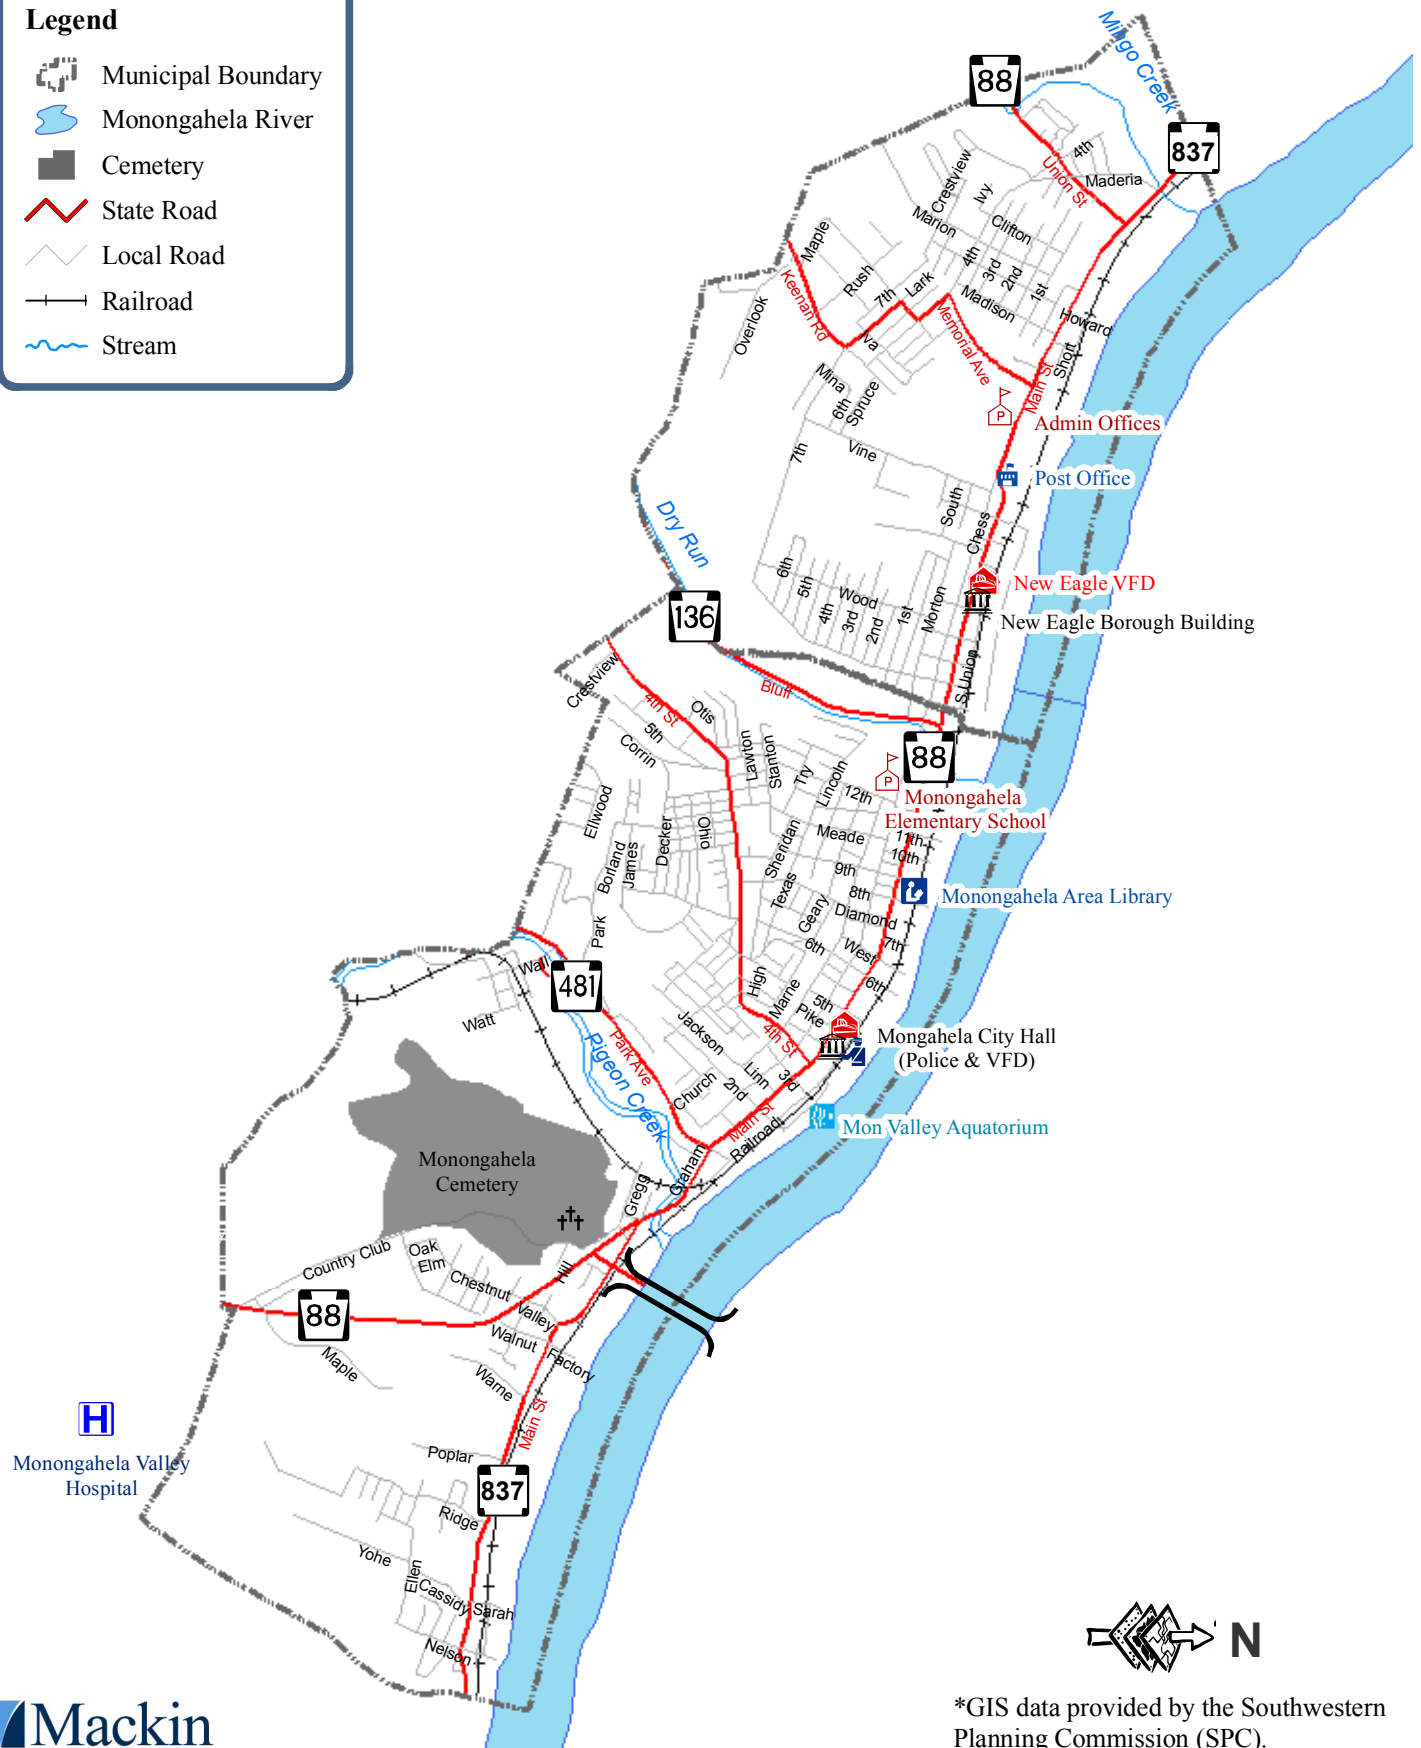 Legend
Municipal Boundary
Monongahela River
Cemetery
State Road
Local Road
Railroad
Stream
Mingo Creek
88
837
4th
Maderia
Union St
Crestview
Ivy
Marion
Clifton
Maple
4th
3rd
2nd
1st
Rush
7th
Lark
Madison
Keenan Rd
Overlook
Iva
Memorial Ave
Howard
Short
Main St
Mina
6th
Spruce
Admin Offices
7th
Vine
Post Office
South
Chess
Dry Run
6th
5th
4th
Wood
3rd
2nd
1st
Morton
New Eagle VFD
New Eagle Borough Building
136
S Union
Crestview
Bluff
4th St
Otis
5th
Corrin
Lawton
Stanton
Try
Lincoln
88
12th
Monongahela
Elementary School
Ellwood
Decker
Ohio
Borland
James
Sheridan
Meade
11th
10th
9th
8th
Texas
Geary
Diamond
Monongahela Area Library
Park
6th
West
7th
Wall
481
High
Marne
6th
5th
Pike
4th St
Watt
Pigeon Creek
Park Ave
Jackson
Mongahela City Hall
(Police & VFD)
Church
2nd
Linn
3rd
Main St
Railroad
Mon Valley Aquatorium
Monongahela
Cemetery
Graham
Gregg
Country Club
Oak
Elm
Hill
Chestnut
88
Valley
Walnut
Factory
Maple
Warne
Main St
Monongahela Valley
Hospital
Poplar
837
Ridge
Yohe
Ellen
Cassidy
Sarah
Nelson
N
Mackin
*GIS data provided by the Southwestern
Planning Commission (SPC).